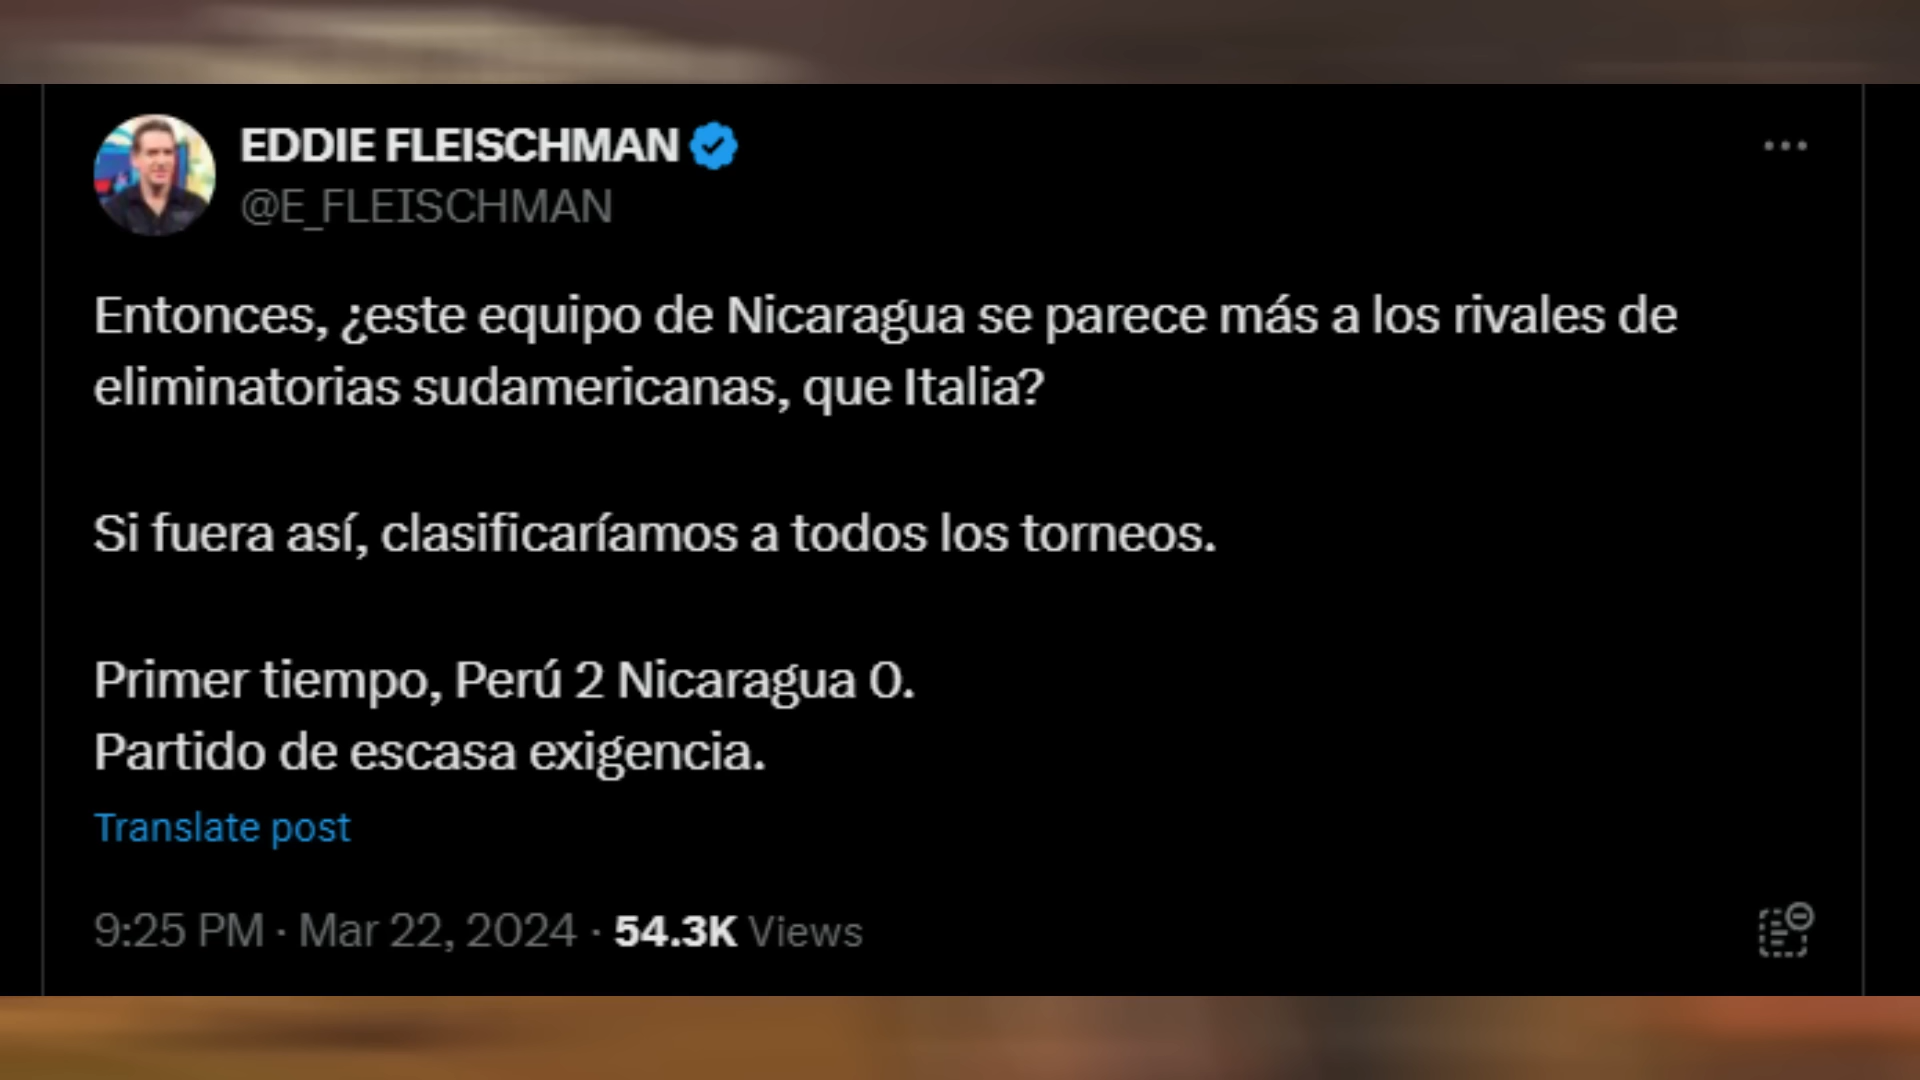 EDDIE FLEISCHMAN
@E_FLEISCHMAN
Entonces, ¿este equipo de Nicaragua se parece más a los rivales de
eliminatorias sudamericanas, que Italia?
Si fuera así, clasificaríamos a todos los torneos.
Primer tiempo, Perú 2 Nicaragua 0.
Partido de escasa exigencia.
Translate post
9:25 PM · Mar 22, 2024 · 54.3K Views